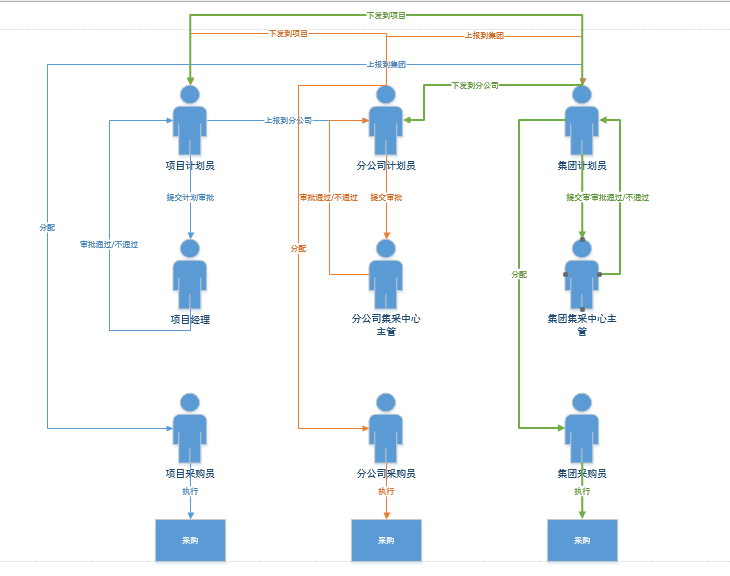 下发到项目
下发到项目
上报到集团
上报到集团
下发到分公司
上报到分公司
项目计划员
分公司计划员
集团计划员
提交计划审批
审批通过/不通过
提交审批
提交审审批通过/不通过
分配
审批通过/不通过
分配
分配
项目经理
分公司集采中心
主管
集团集采中心主
管
项目采购员
分公司采购员
集团采购员
执行
执行
执行
采购
采购
采购